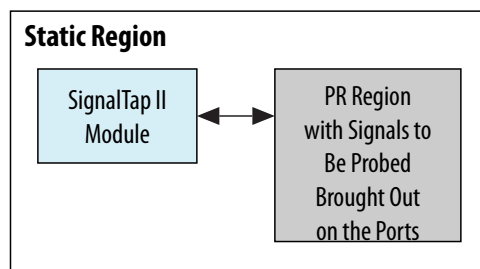 Static Region
SignalTap II
Module
PR Region
with Signals to
Be Probed
Brought Out
on the Ports